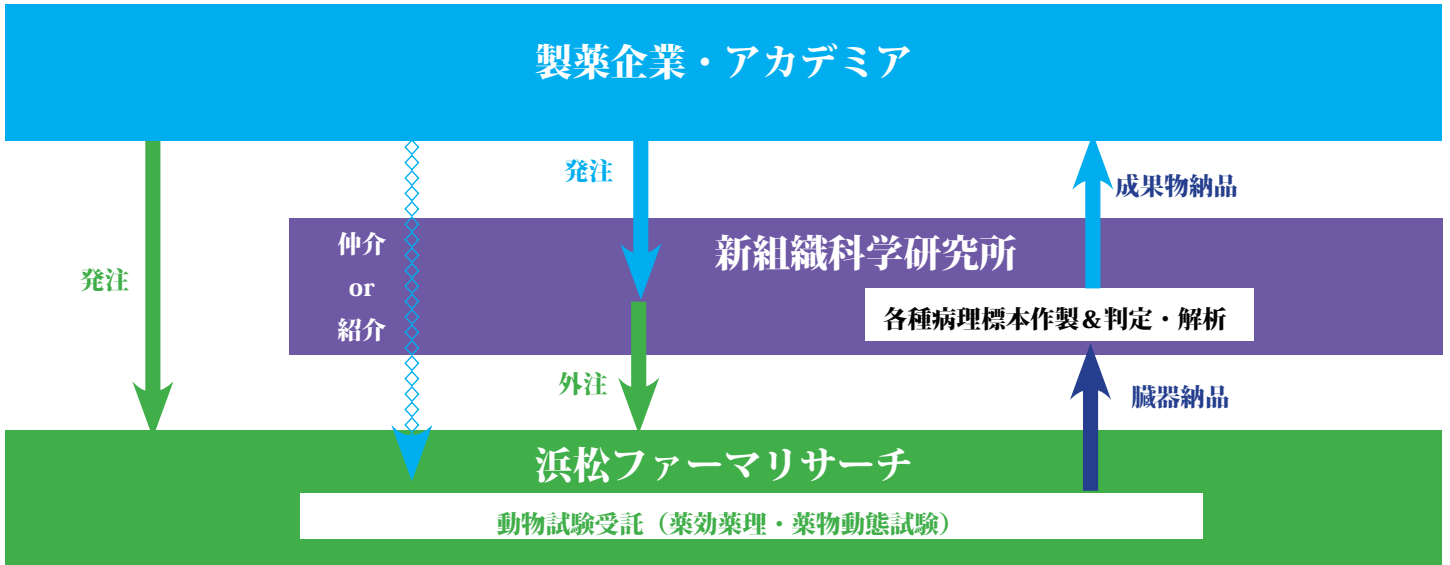 製薬企業・アカデミア
発注
成果物納品
仲介
or
紹介
新組織科学研究所
発注
各種病理標本作製&判定・解析
外注
臓器納品
浜松ファーマリサーチ
動物試験受託（薬効薬理・薬物動態試験）